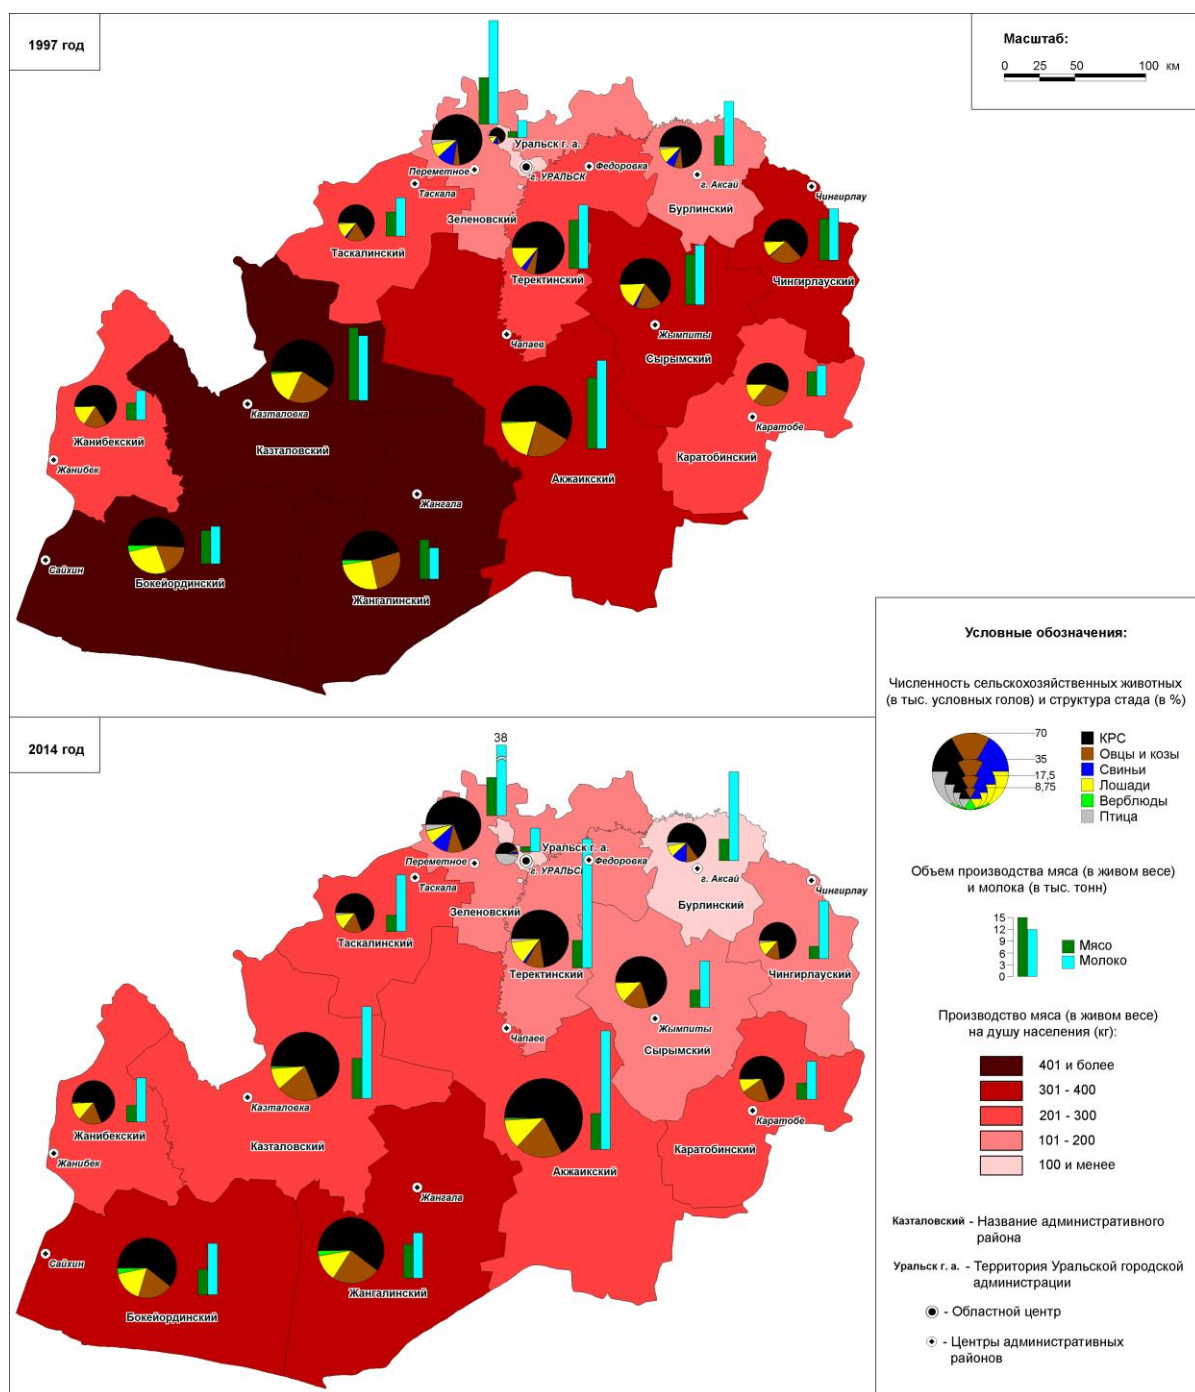 1997 год
Масштаб:
0 25 50 100 км
Уральск г. а.
Переметное
г. УРАЛЬСК
Федоровка
г. Аксай
Чингирлау
Таскала
Зеленовский
Бурлинский
Таскалинский
Теректинский
Чингирлауский
Жымпиты
Чапаев
Сырымский
Казталовка
Каратобе
Жанибекский
Казталовский
Каратобинский
Жанибек
Акжаикский
Жангала
Сайхин
Бокейординский
Жангалинский
2014 год
38
Уральск г. а.
Переметное
г. УРАЛЬСК
Федоровка
г. Аксай
Чингирлау
Таскала
Зеленовский
Бурлинский
Таскалинский
Теректинский
Чингирлауский
Жымпиты
Чапаев
Сырымский
Казталовка
Каратобе
Жанибекский
Казталовский
Каратобинский
Жанибек
Акжаикский
Жангала
Сайхин
Жангалинский
Бокейординский
Условные обозначения:
Численность сельскохозяйственных животных
(в тыс. условных голов) и структура стада (в %)
70
35
17,5
8,75
КРС
Овцы и козы
Свиньи
Лошади
Верблюды
Птица
Объем производства мяса (в живом весе)
и молока (в тыс. тонн)
15
12
9
6
3
0
Мясо
Молоко
Производство мяса (в живом весе)
на душу населения (кг):
401 и более
301 - 400
201 - 300
101 - 200
100 и менее
Казталовский - Название административного
района
Уральск г. а. - Территория Уральской городской
администрации
- Областной центр
- Центры административных
районов